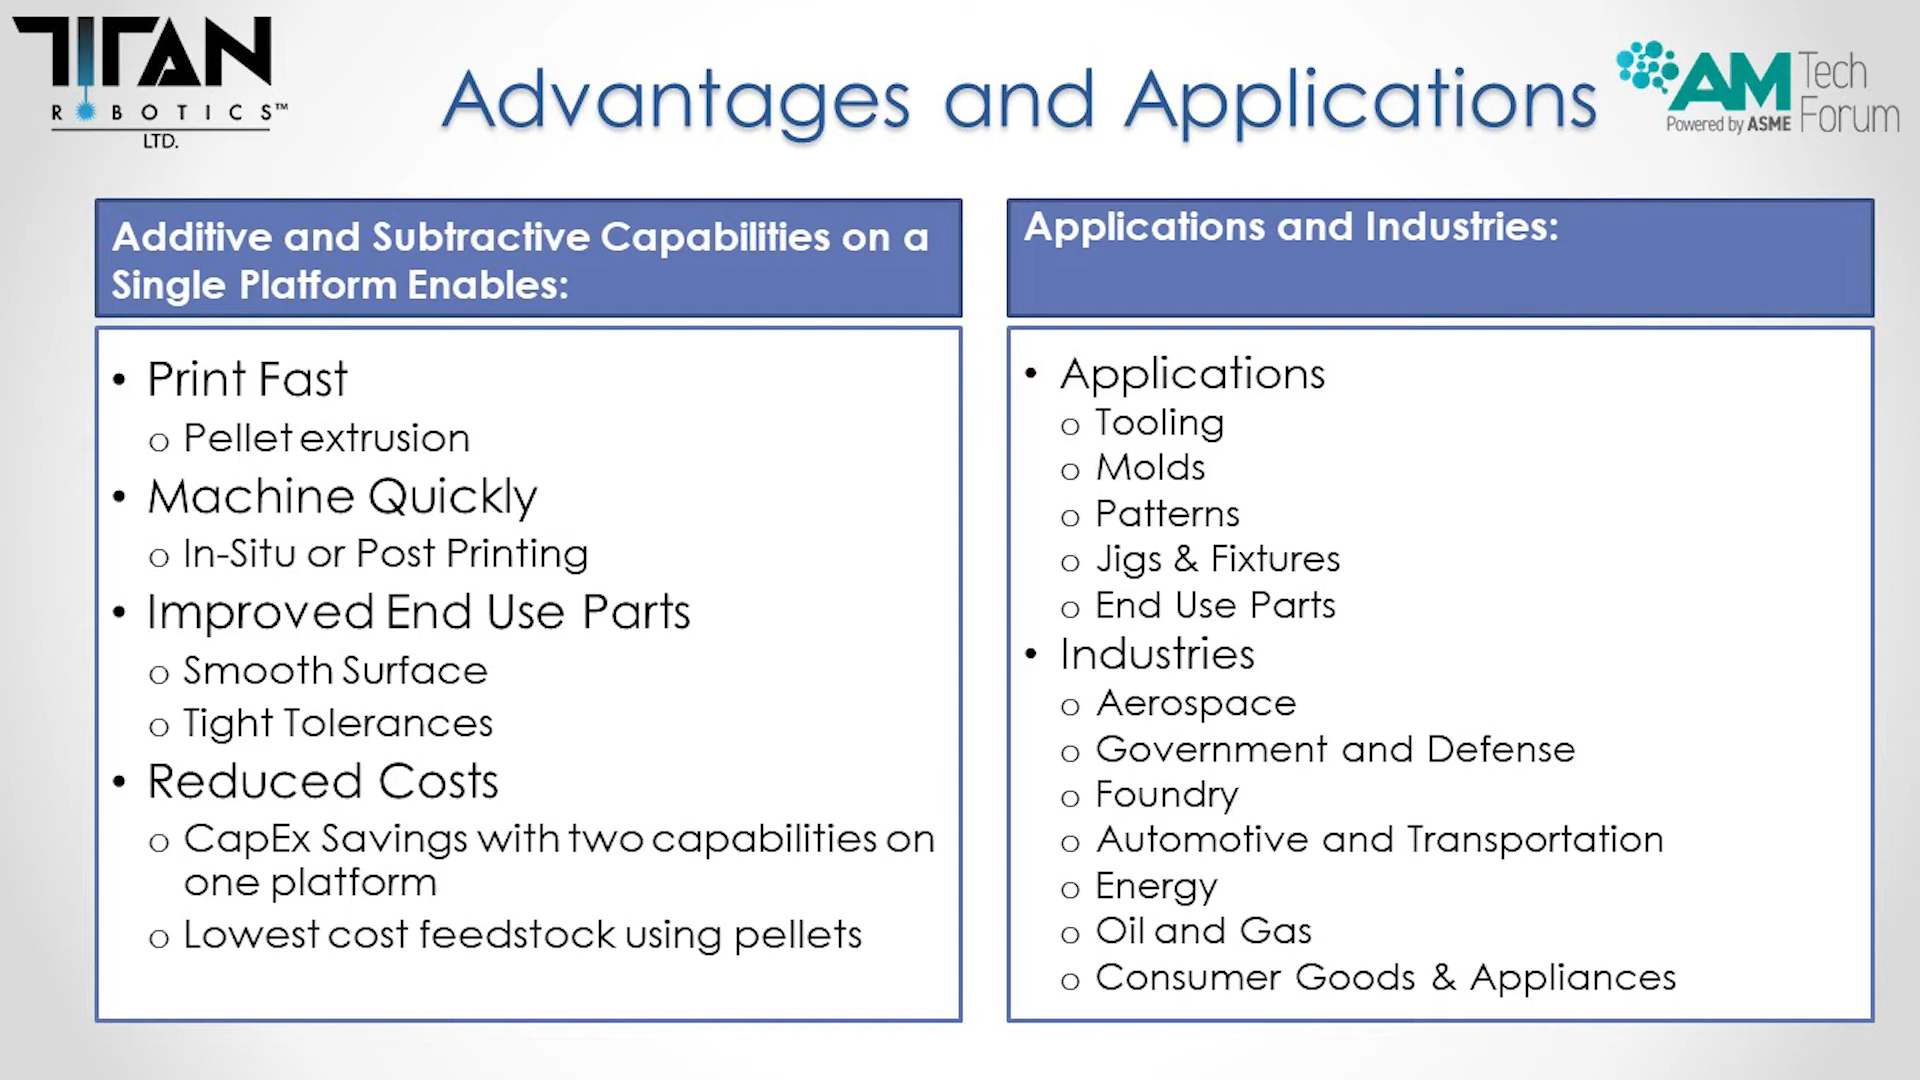 TITAN
ROBOTICS™
LTD.
Advantages and Applications
AM Tech
Forum
Powered by ASME
Additive and Subtractive Capabilities on a
Single Platform Enables:
• Print Fast
o Pellet extrusion
• Machine Quickly
o In-Situ or Post Printing
• Improved End Use Parts
o Smooth Surface
o Tight Tolerances
• Reduced Costs
o CapEx Savings with two capabilities on
one platform
o Lowest cost feedstock using pellets
Applications and Industries:
• Applications
o Tooling
o Molds
o Patterns
o Jigs & Fixtures
o End Use Parts
• Industries
o Aerospace
o Government and Defense
o Foundry
o Automotive and Transportation
o Energy
o Oil and Gas
o Consumer Goods & Appliances